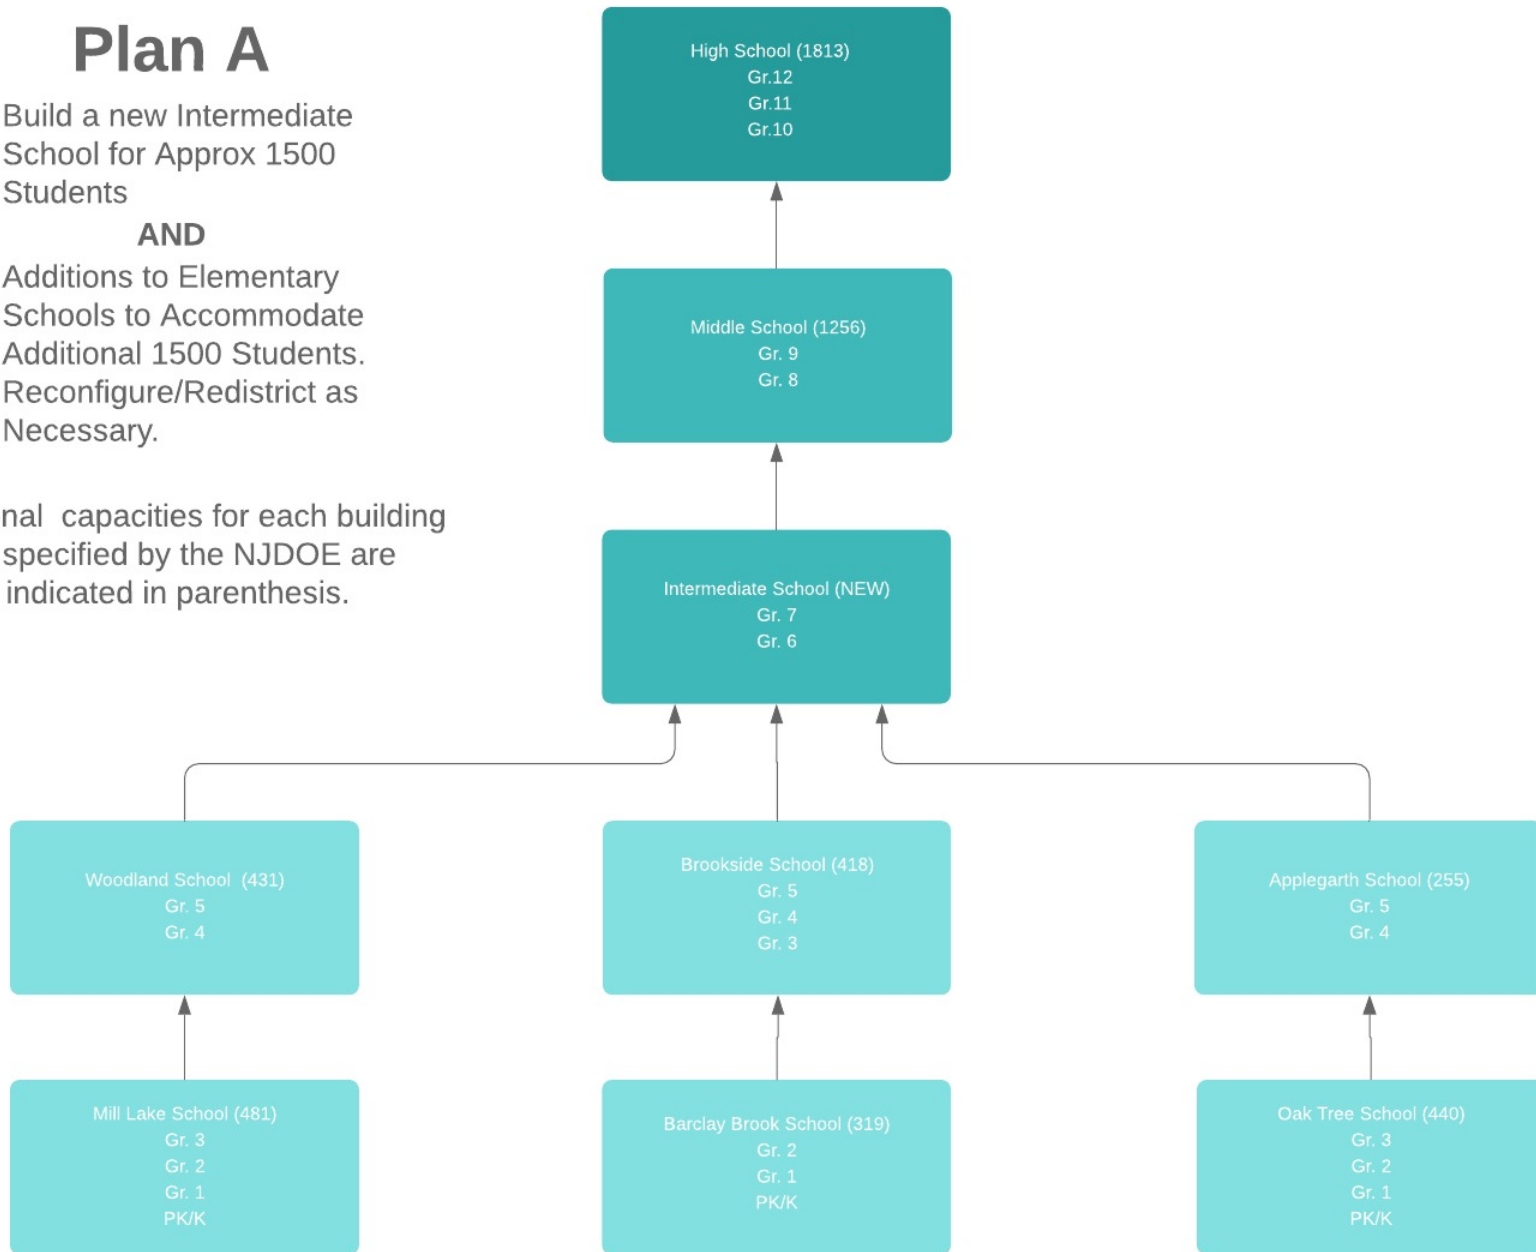 Plan A
Build a new Intermediate
School for Approx 1500
Students
AND
Additions to Elementary
Schools to Accommodate
Additional 1500 Students.
Reconfigure/Redistrict as
Necessary.
nal capacities for each building
specified by the NJDOE are
indicated in parenthesis.
High School (1813)
Gr.12
Gr.11
Gr.10
Middle School (1256)
Gr. 9
Gr. 8
Intermediate School (NEW)
Gr. 7
Gr. 6
Woodland School (431)
Gr. 5
Gr. 4
Brookside School (418)
Gr. 5
Gr. 4
Gr. 3
Applegarth School (255)
Gr. 5
Gr. 4
Mill Lake School (481)
Gr. 3
Gr. 2
Gr. 1
PK/K
Barclay Brook School (319)
Gr. 2
Gr. 1
PK/K
Oak Tree School (440)
Gr. 3
Gr. 2
Gr. 1
PK/K